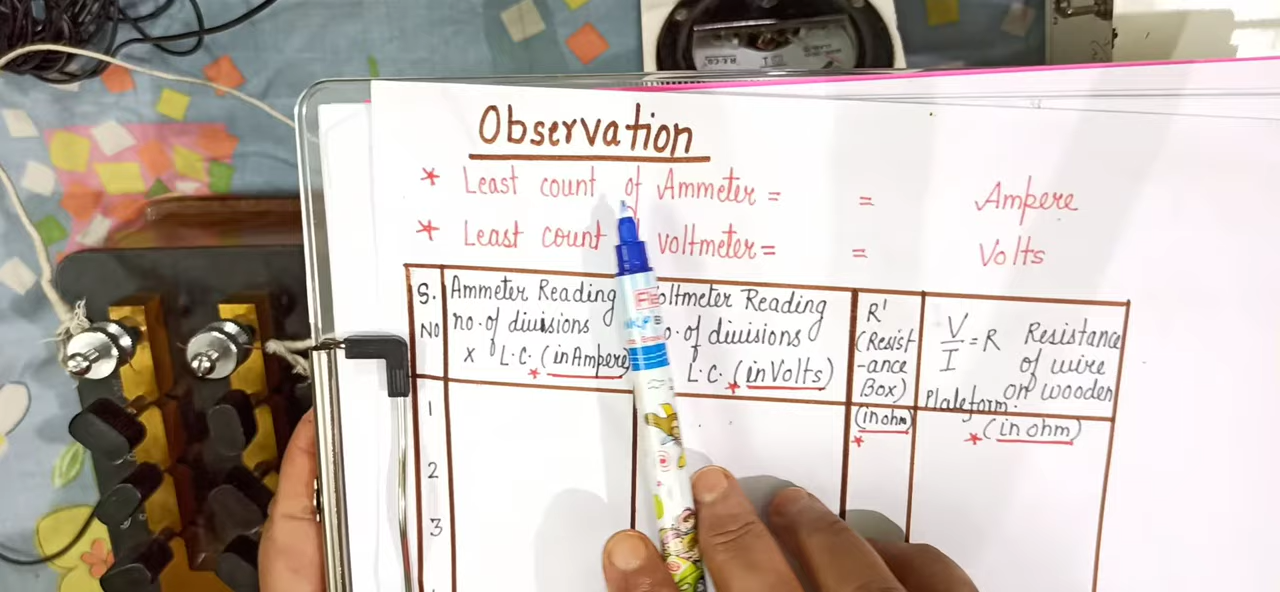 Observation
* Least count of Ammeter = = Ampere
* Least count voltmeter = = Volts
S. No
Ammeter Reading
no. of divisions
x L.C. (in Ampere)
oltmeter Reading
o. of divisions
L.C. (in Volts)
R'
(Resist
-ance
Box)
(in ohm)
V/I = R Resistance
of wire
on wooden
Plateform.
(in ohm)
1
2
3